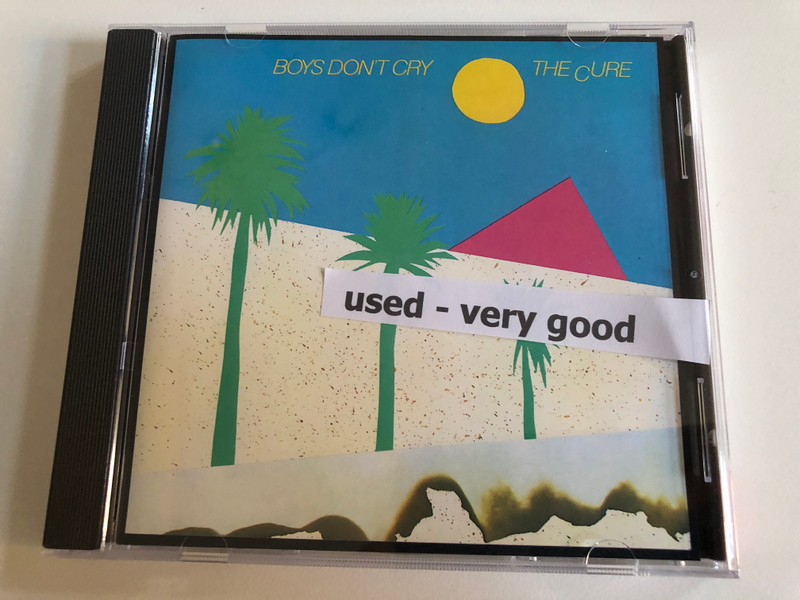 BOYS DON'T CRY THE CURE
used - very good